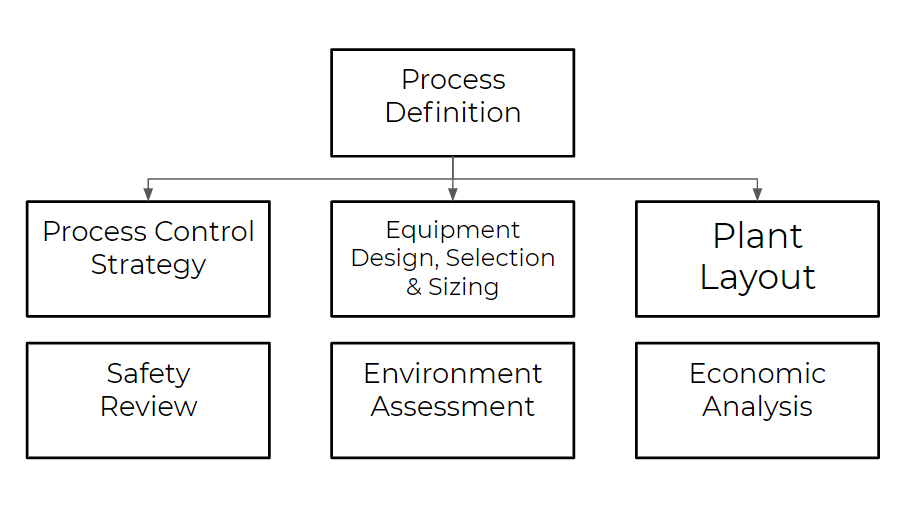 Process
Definition
Process Control
Strategy
Equipment
Design, Selection
& Sizing
Plant
Layout
Safety
Review
Environment
Assessment
Economic
Analysis